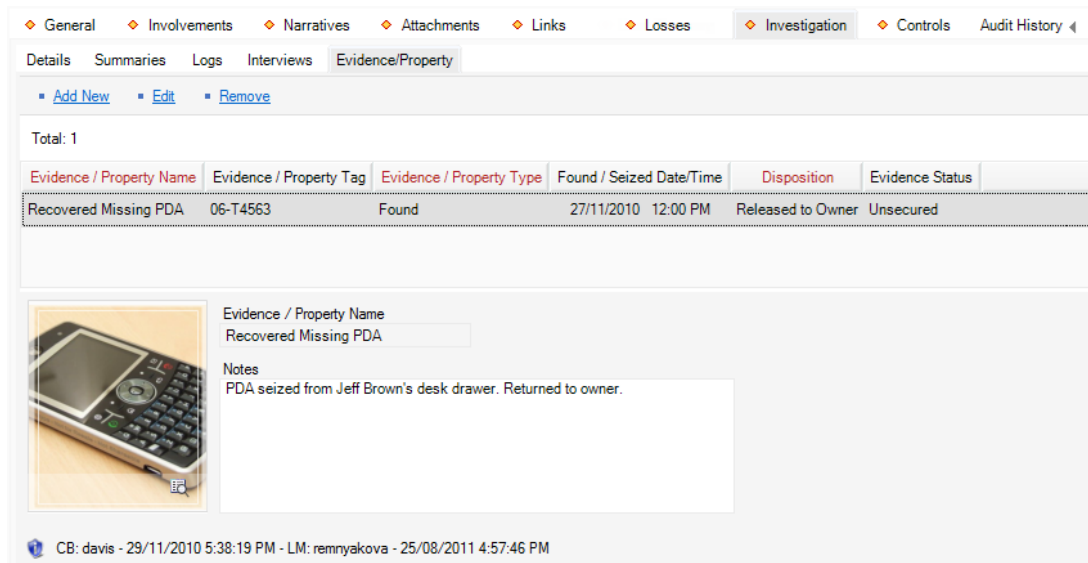 General Involvements Narratives Attachments Links Losses Investigation Controls Audit History
Details Summaries Logs Interviews Evidence/Property
Add New Edit Remove
Total: 1
Evidence / Property Name Evidence / Property Tag Evidence / Property Type Found / Seized Date/Time Disposition Evidence Status
Recovered Missing PDA 06-T4563 Found 27/11/2010 12:00 PM Released to Owner Unsecured
Evidence / Property Name
Recovered Missing PDA
Notes
PDA seized from Jeff Brown's desk drawer. Returned to owner.
CB: davis - 29/11/2010 5:38:19 PM - LM: remnyakova - 25/08/2011 4:57:46 PM